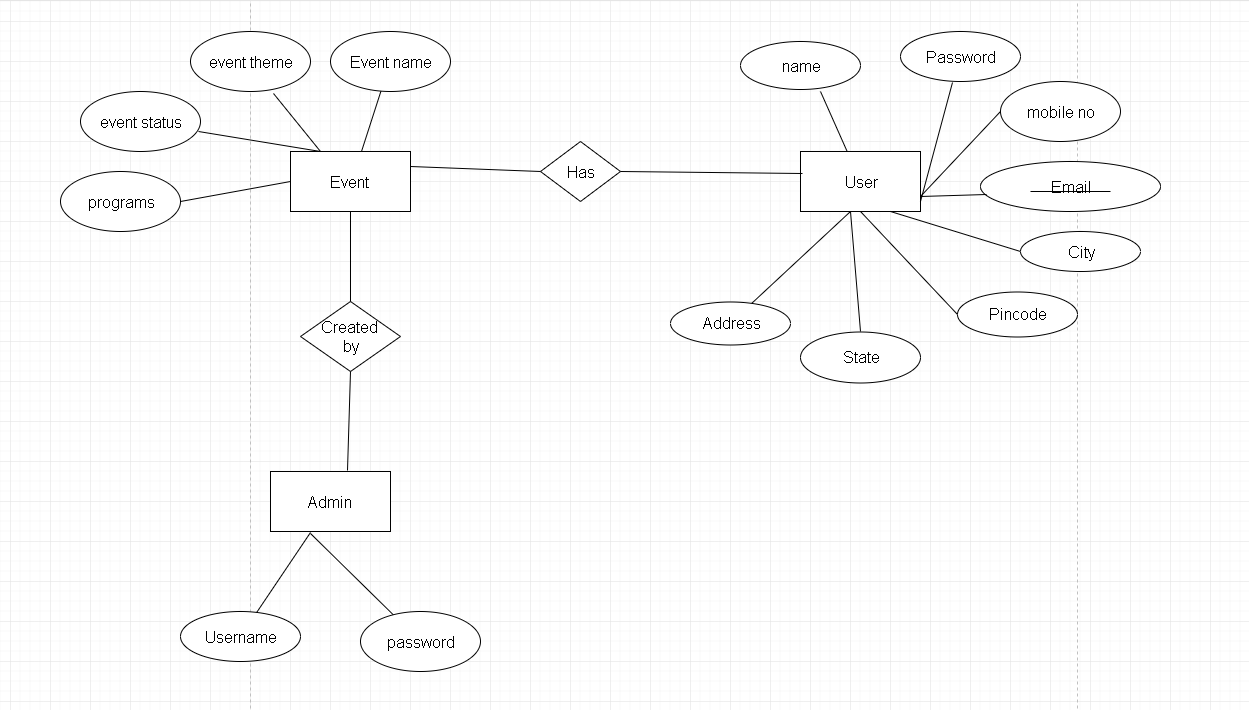 event theme
Event name
name
Password
event status
mobile no
Has
Event
User
Email
programs
City
Created
by
Address
Pincode
State
Admin
Username
password